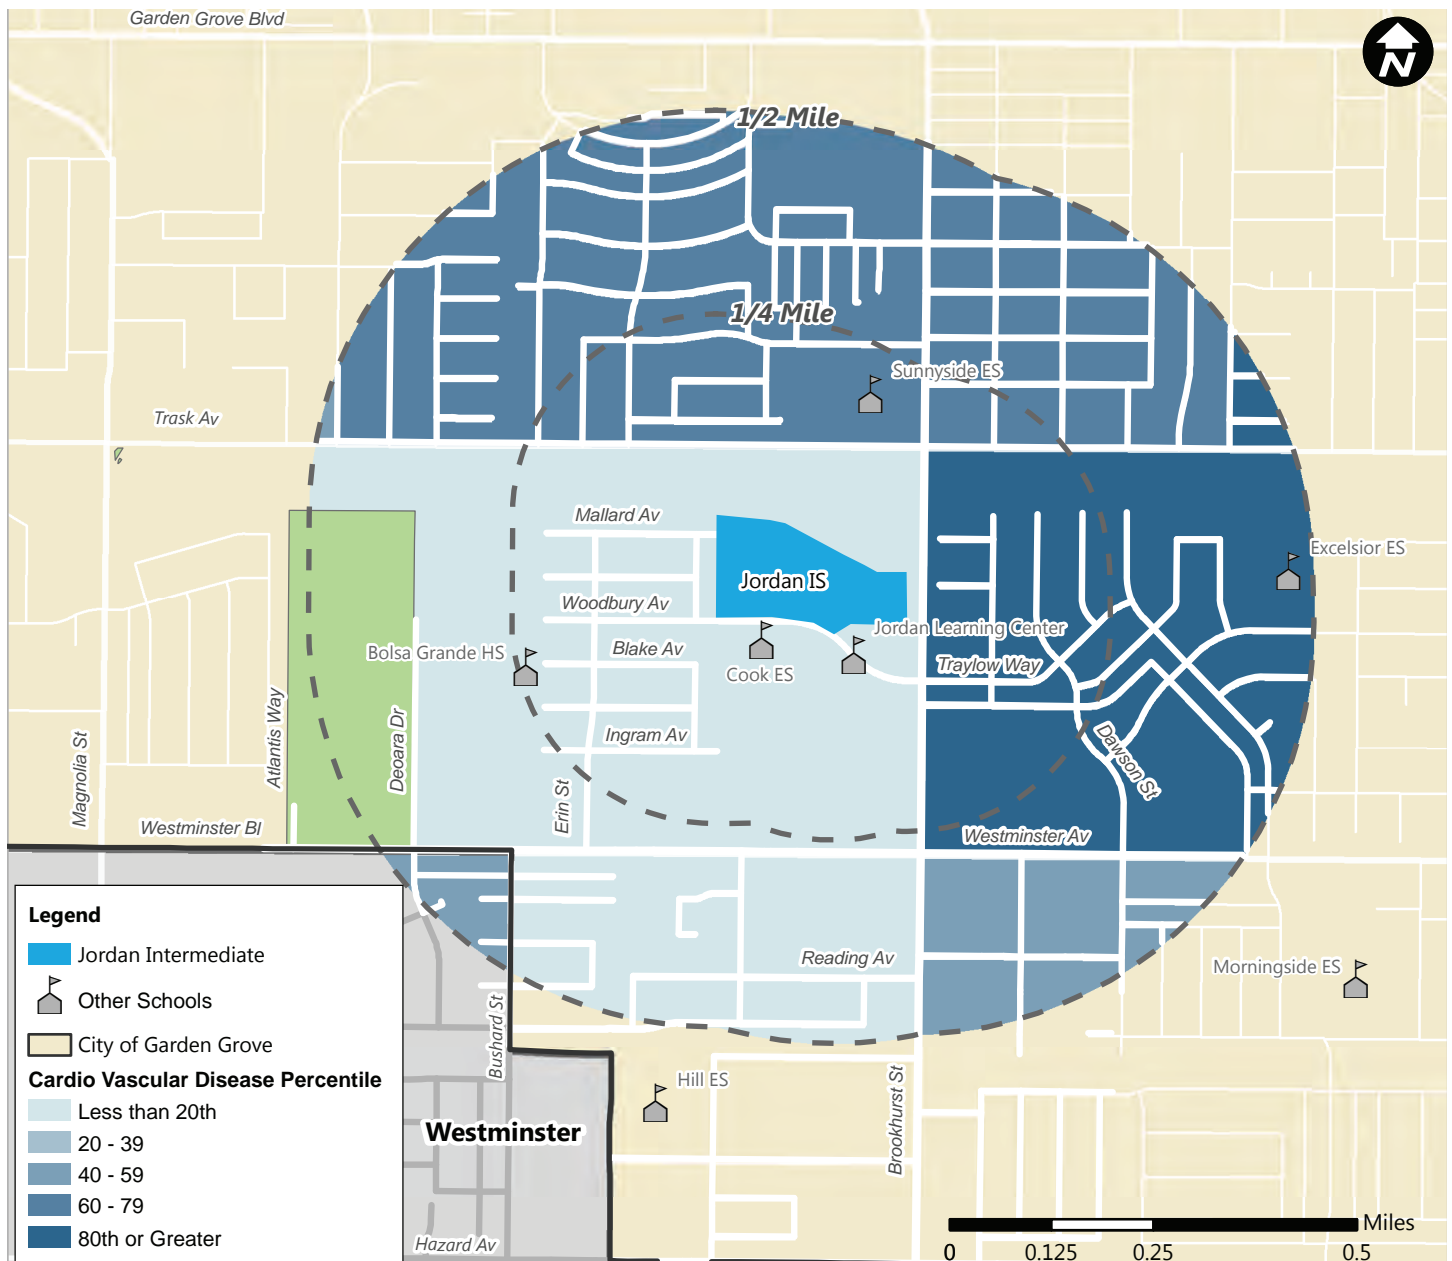 Garden Grove Blvd
N
1/2 Mile
1/4 Mile
Sunnyside ES
Trask Av
Mallard Av
Excelsior ES
Jordan IS
Woodbury Av
Jordan Learning Center
Bolsa Grande HS
Blake Av
Cook ES
Traylow Way
Atlantis Way
Deoara Dr
Magnolia St
Ingram Av
Dawson St
Erin St
Westminster Bl
Westminster Av
Reading Av
Morningside ES
Bushard St
Hill ES
Brookhurst St
Westminster
Hazard Av
Legend
Jordan Intermediate
Other Schools
City of Garden Grove
Cardio Vascular Disease Percentile
Less than 20th
20 - 39
40 - 59
60 - 79
80th or Greater
Miles
0 0.125 0.25 0.5